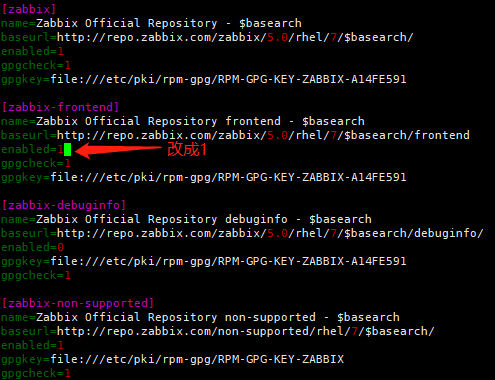 [zabbix]
name=Zabbix Official Repository - $basearch
baseurl=http://repo.zabbix.com/zabbix/5.0/rhel/7/$basearch/
enabled=1
gpgcheck=1
gpgkey=file:///etc/pki/rpm-gpg/RPM-GPG-KEY-ZABBIX-A14FE591
[zabbix-frontend]
name=Zabbix Official Repository frontend - $basearch
baseurl=http://repo.zabbix.com/zabbix/5.0/rhel/7/$basearch/frontend
enabled=1 改成1
gpgcheck=1
gpgkey=file:///etc/pki/rpm-gpg/RPM-GPG-KEY-ZABBIX-A14FE591
[zabbix-debuginfo]
name=Zabbix Official Repository debuginfo - $basearch
baseurl=http://repo.zabbix.com/zabbix/5.0/rhel/7/$basearch/debuginfo/
enabled=0
gpgkey=file:///etc/pki/rpm-gpg/RPM-GPG-KEY-ZABBIX-A14FE591
gpgcheck=1
[zabbix-non-supported]
name=Zabbix Official Repository non-supported - $basearch
baseurl=http://repo.zabbix.com/non-supported/rhel/7/$basearch/
enabled=1
gpgkey=file:///etc/pki/rpm-gpg/RPM-GPG-KEY-ZABBIX
gpgcheck=1